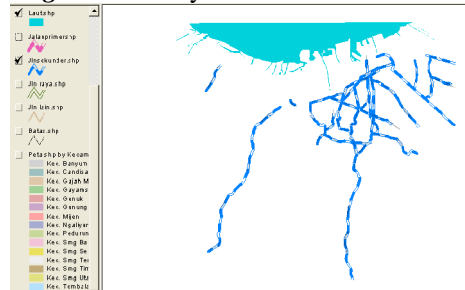 Laut.shp
Jalanprimer.shp
Jlnsekunder.shp
Jln raya.shp
Jln lain.shp
Batas.shp
Peta.shp by Kecam
Kec. Banyum
Kec. Candisa
Kec. Gajah M
Kec. Gayams
Kec. Genuk
Kec. Gunung
Kec. Mijen
Kec. Ngaliyar
Kec. Pedurun
Kec. Smg Ba
Kec. Smg Se
Kec. Smg Ten
Kec. Smg Tim
Kec. Smg Uta
Kec. Tembala